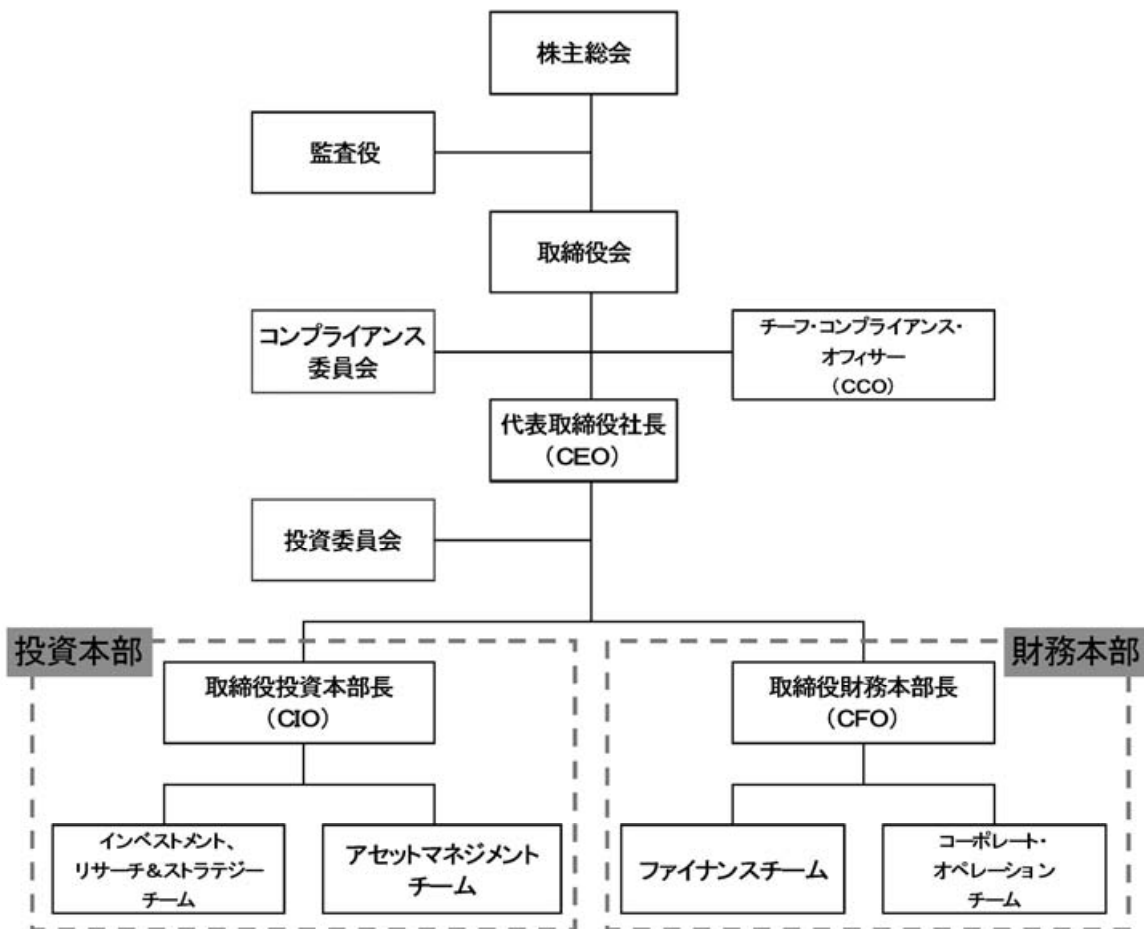 株主総会
監査役
取締役会
コンプライアンス
委員会
チーフ・コンプライアンス・
オフィサー
（CCO）
代表取締役社長
（CEO）
投資委員会
投資本部
財務本部
取締役投資本部長
（CIO）
取締役財務本部長
（CFO）
インベストメント、
リサーチ&ストラテジー
チーム
アセットマネジメント
チーム
ファイナンスチーム
コーポレート・
オペレーション
チーム